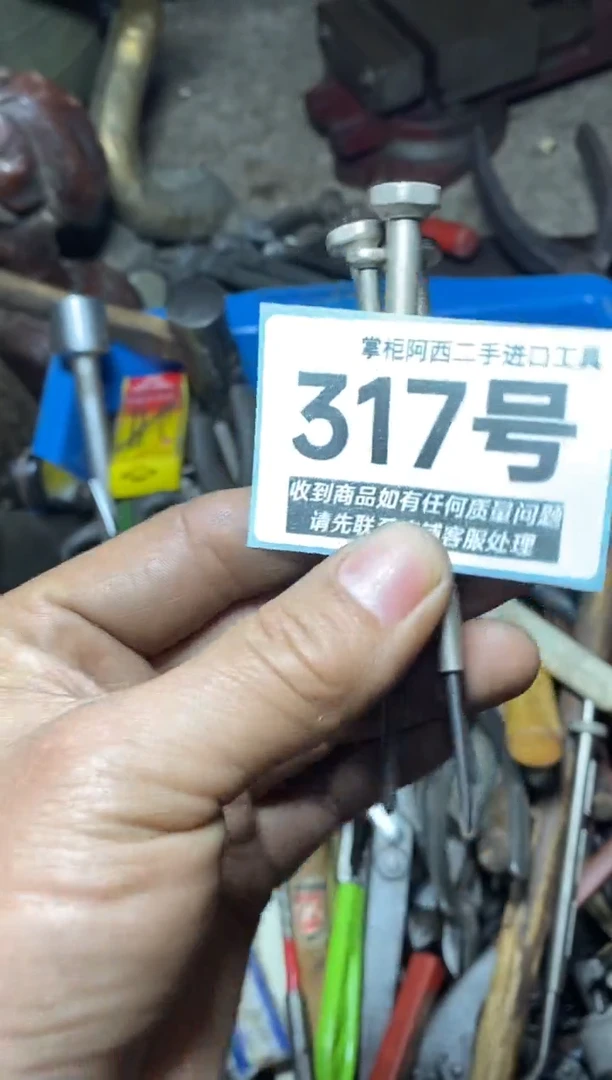 掌柜阿西二手进口工具
317号
收到商品如有任何质量问题
请先联 客服处理